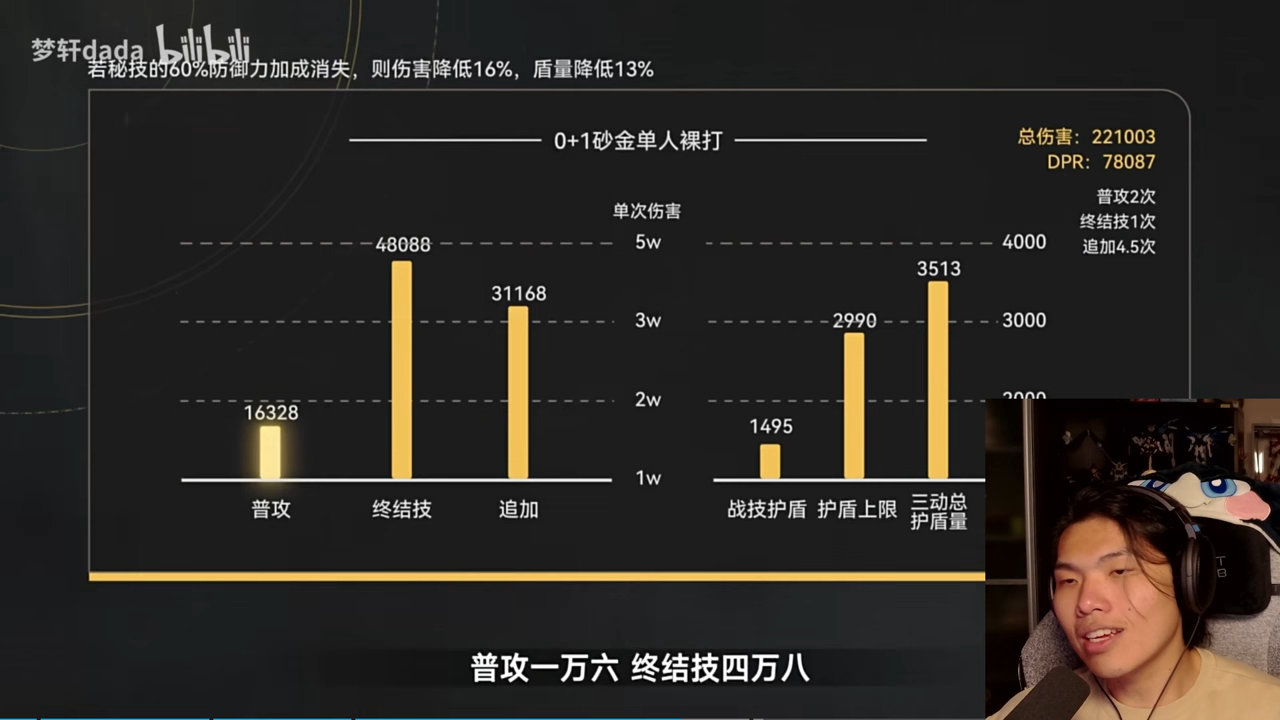 梦轩dada bilibili
若秘技的60%防御力加成消失，则伤害降低16%，盾量降低13%
0+1砂金单人裸打
总伤害：221003
DPR：78087
普攻2次
终结技1次
追加4.5次
单次伤害
5w
3w
2w
1w
48088
31168
16328
普攻
终结技
追加
4000
3000
2000
3513
2990
1495
战技护盾
护盾上限
三动总
护盾量
普攻一万六 终结技四万八